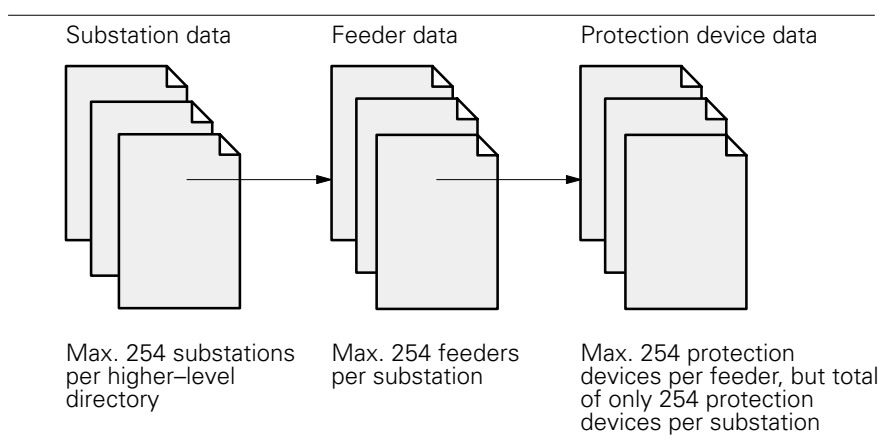 Substation data
Feeder data
Protection device data
Max. 254 substations
per higher–level
directory
Max. 254 feeders
per substation
Max. 254 protection
devices per feeder, but total
of only 254 protection
devices per substation